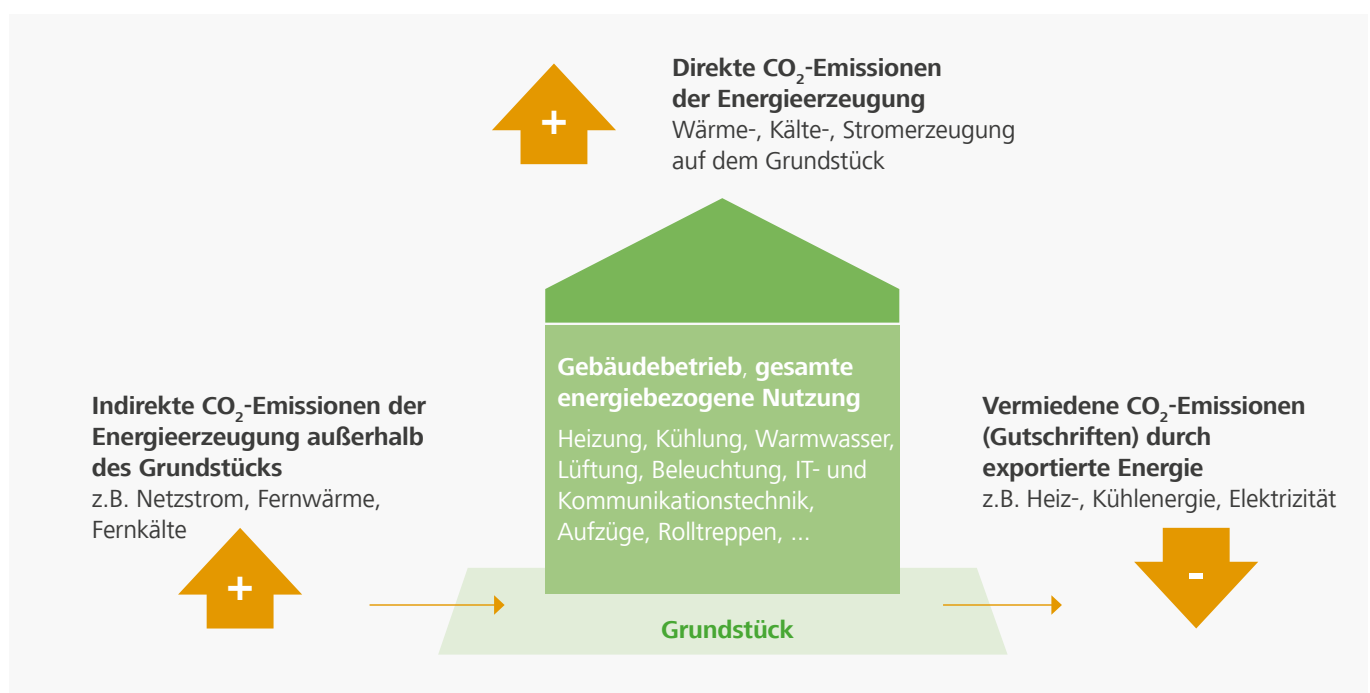 +
Direkte CO₂-Emissionen
der Energieerzeugung
Wärme-, Kälte-, Stromerzeugung
auf dem Grundstück
Gebäudebetrieb, gesamte
energiebezogene Nutzung
Heizung, Kühlung, Warmwasser,
Lüftung, Beleuchtung, IT- und
Kommunikationstechnik,
Aufzüge, Rolltreppen, ...
Indirekte CO₂-Emissionen der
Energieerzeugung außerhalb
des Grundstücks
z.B. Netzstrom, Fernwärme,
Fernkälte
+
Vermiedene CO₂-Emissionen
(Gutschriften) durch
exportierte Energie
z.B. Heiz-, Kühlenergie, Elektrizität
-
Grundstück